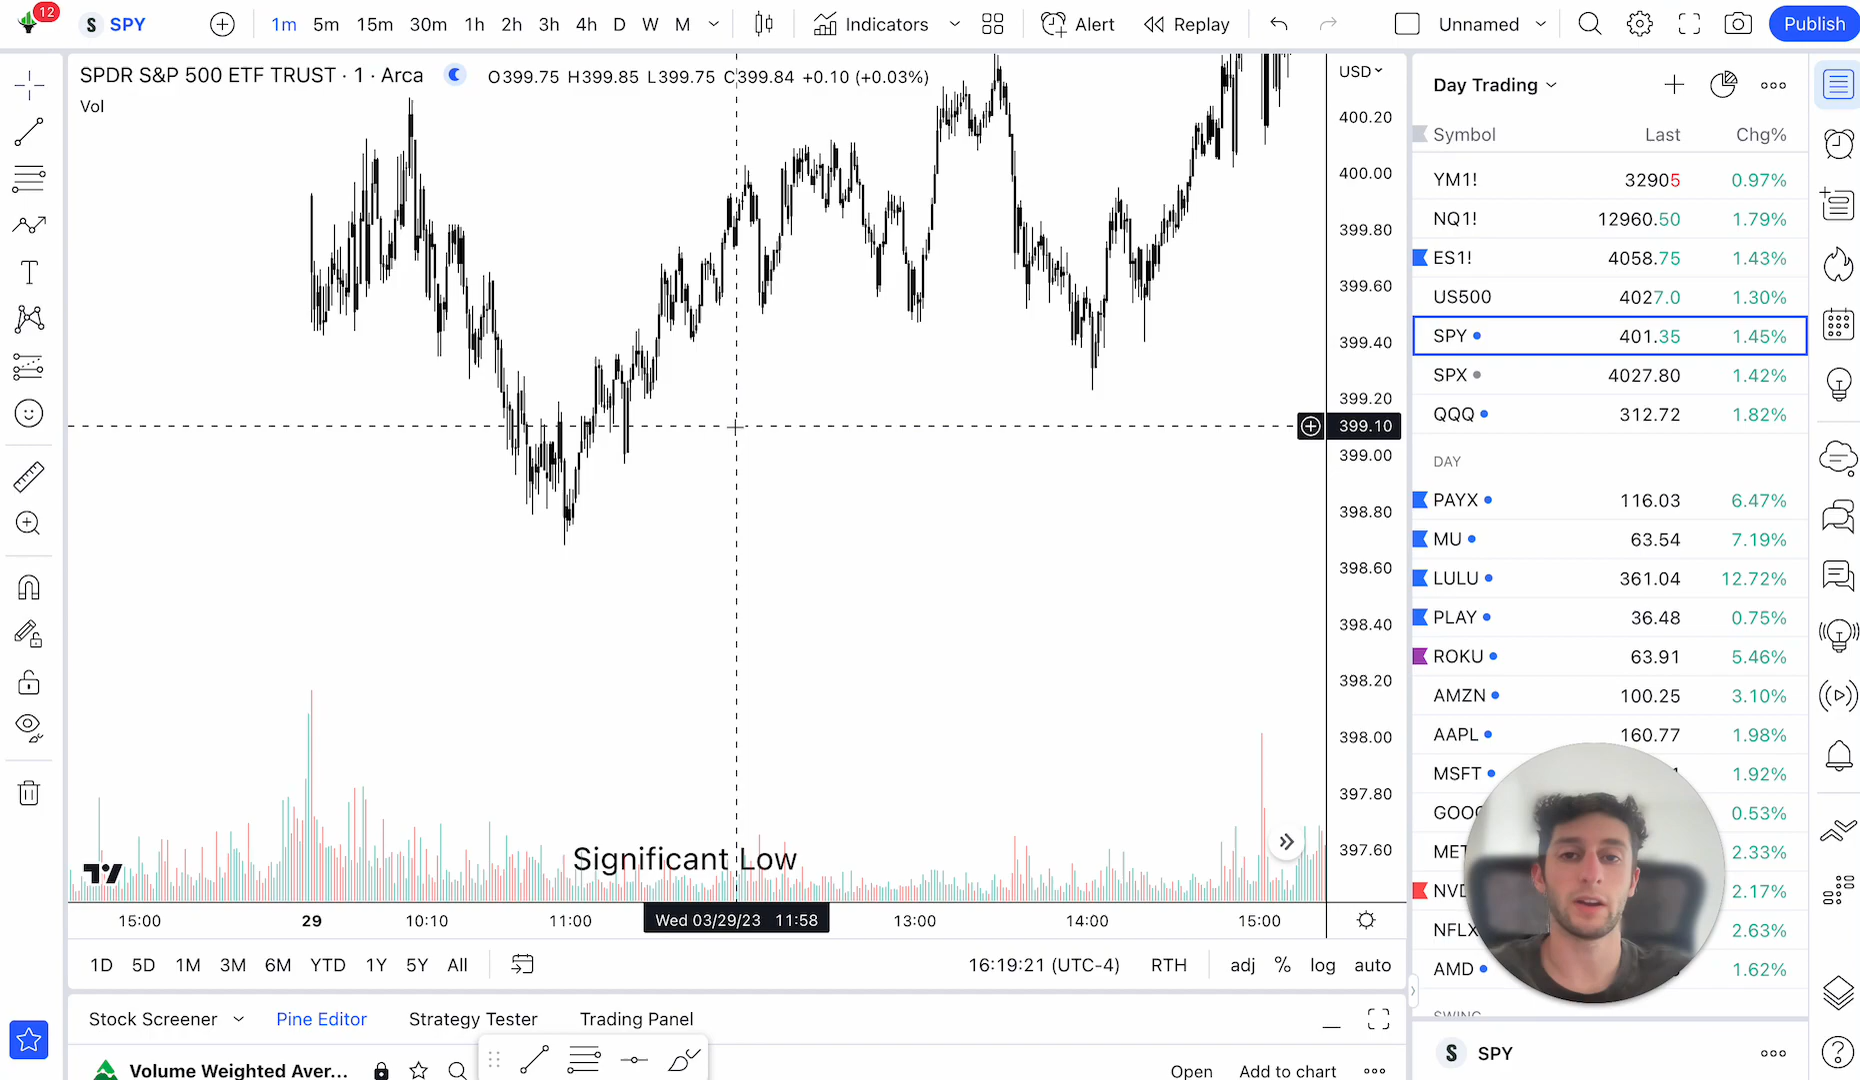 12
S SPY
1m 5m 15m 30m 1h 2h 3h 4h D W M
Indicators
Alert
Replay
Unnamed
Publish
SPDR S&P 500 ETF TRUST · 1 · Arca
O399.75 H399.85 L399.75 C399.84 +0.10 (+0.03%)
Vol
USD
400.20
400.00
399.80
399.60
399.40
399.20
399.10
399.00
398.80
398.60
398.40
398.20
398.00
397.80
397.60
Significant Low
15:00 29 10:10 11:00 Wed 03/29/23 11:58 13:00 14:00 15:00
1D 5D 1M 3M 6M YTD 1Y 5Y All
16:19:21 (UTC-4) RTH adj % log auto
Stock Screener Pine Editor Strategy Tester Trading Panel
Volume Weighted Aver...
Open Add to chart
Day Trading
Symbol Last Chg%
YM1! 32905 0.97%
NQ1! 12960.50 1.79%
ES1! 4058.75 1.43%
US500 4027.0 1.30%
SPY 401.35 1.45%
SPX 4027.80 1.42%
QQQ 312.72 1.82%
DAY
PAYX 116.03 6.47%
MU 63.54 7.19%
LULU 361.04 12.72%
PLAY 36.48 0.75%
ROKU 63.91 5.46%
AMZN 100.25 3.10%
AAPL 160.77 1.98%
MSFT 1.92%
GOO 0.53%
MET 2.33%
NVD 2.17%
NFLX 2.63%
AMD 1.62%
SWING
S SPY